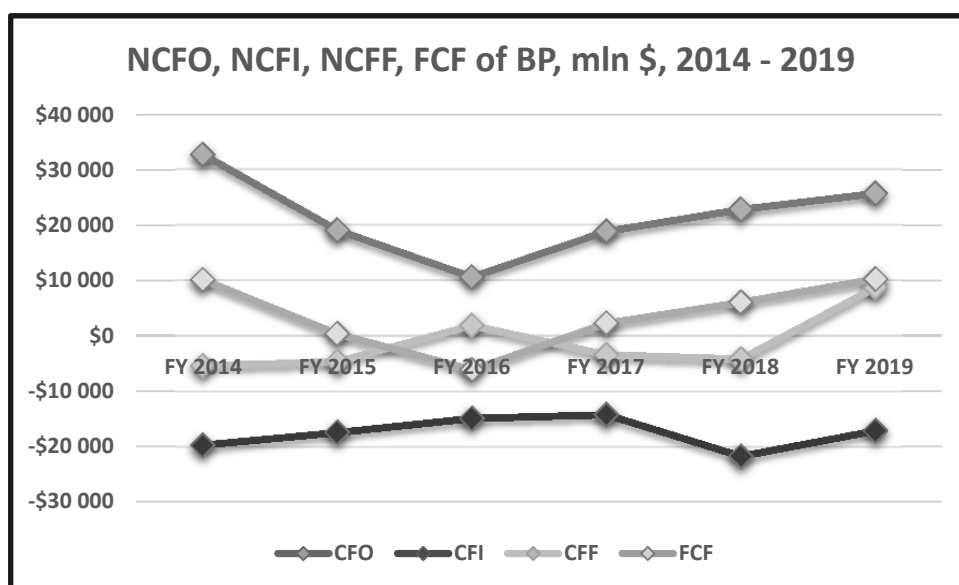 NCFO, NCFI, NCFF, FCF of BP, mln $, 2014 - 2019
$40 000
$30 000
$20 000
$10 000
$0
FY 2014 FY 2015 FY 2016 FY 2017 FY 2018 FY 2019
-$10 000
-$20 000
-$30 000
CFO CFI CFF FCF